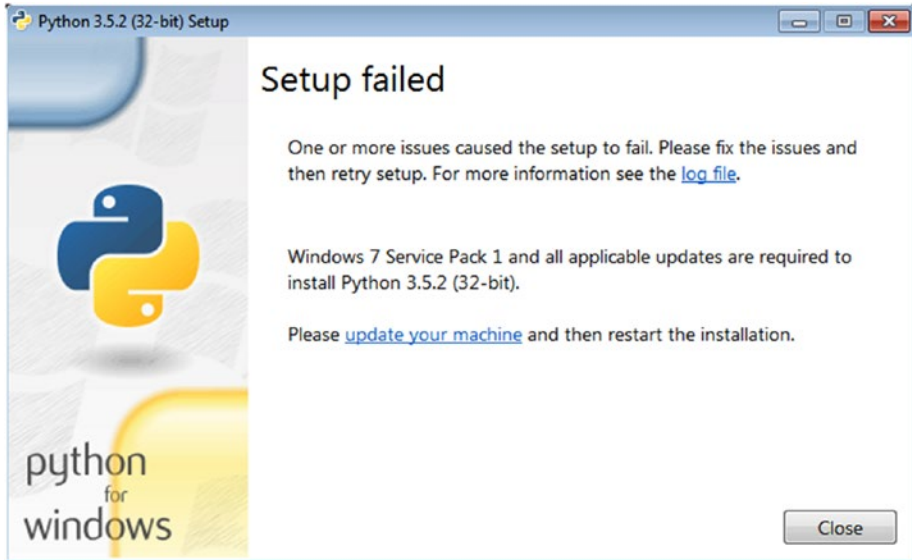 Python 3.5.2 (32-bit) Setup
Setup failed
One or more issues caused the setup to fail. Please fix the issues and
then retry setup. For more information see the log file.
Windows 7 Service Pack 1 and all applicable updates are required to
install Python 3.5.2 (32-bit).
Please update your machine and then restart the installation.
python
for
windows
Close